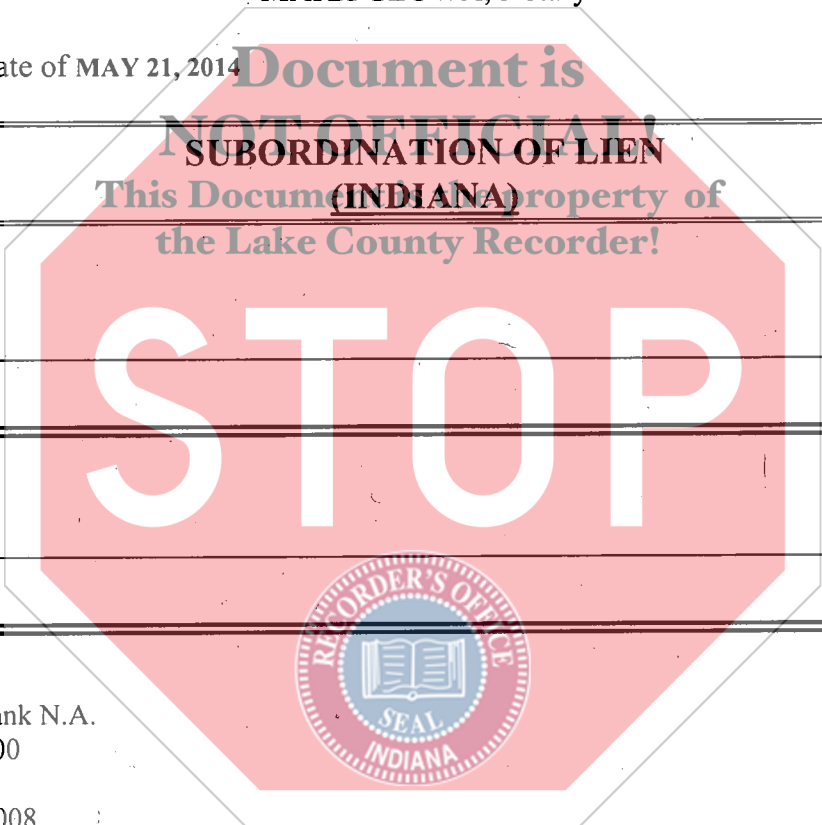 ate of MAY 21, 2014
Document is
NOT OFFICIAL!
SUBORDINATION OF LIEN
(INDIANA)
This Document is the property of
the Lake County Recorder!
STOP
RECORDER'S OFFICE
SEAL
INDIANA
ank N.A.
00
008